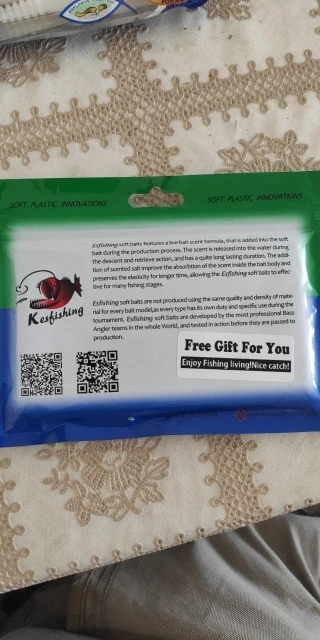 SOFT PLASTIC INNOVATIONS
SOFT PLASTIC INNOVATIONS
Esfishing soft baits features a live-bait scent formula, that is added into the soft
bait during the production process. The scent is released into the water during
the descent and retrieve action, and has a quite long lasting duration. The addi-
tion of scented salt improve the absorption of the scent inside the bait body and
preserves the elasticity for longer time, allowing the Esfishing soft baits to effec-
tive for many fishing stages.
Esfishing soft baits are not produced using the same quality and density of mate-
rial for every bait model,as every type has its own duty and specific use during the
tournament. Esfishing soft baits are developed by the most professional Bass
Angler teams in the whole World, and tested in action before they are passed to
production.
Kesfishing
Free Gift For You
Enjoy Fishing living!Nice catch!